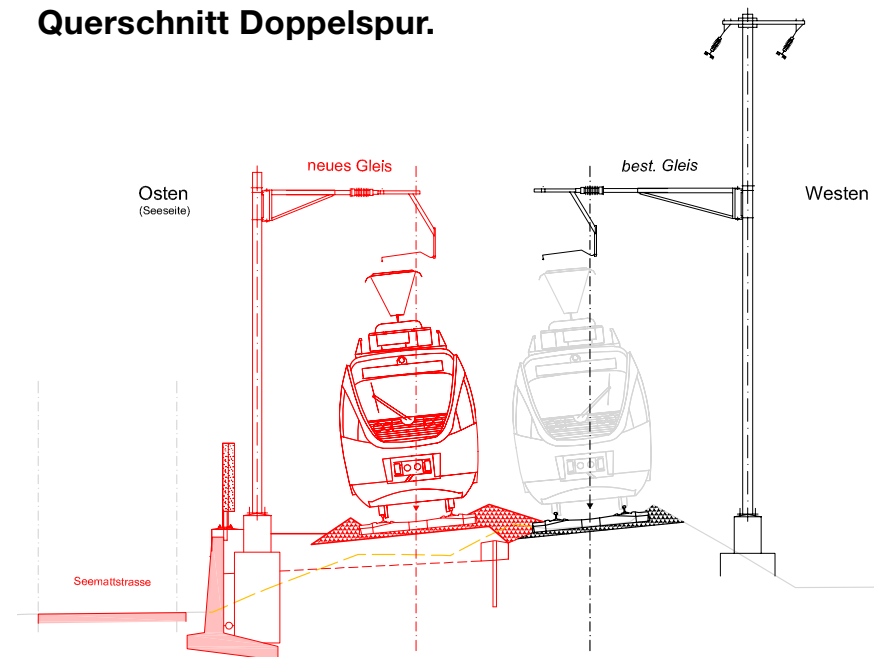 Querschnitt Doppelspur.
neues Gleis
best. Gleis
Osten
(Seeseite)
Westen
Seemattstrasse